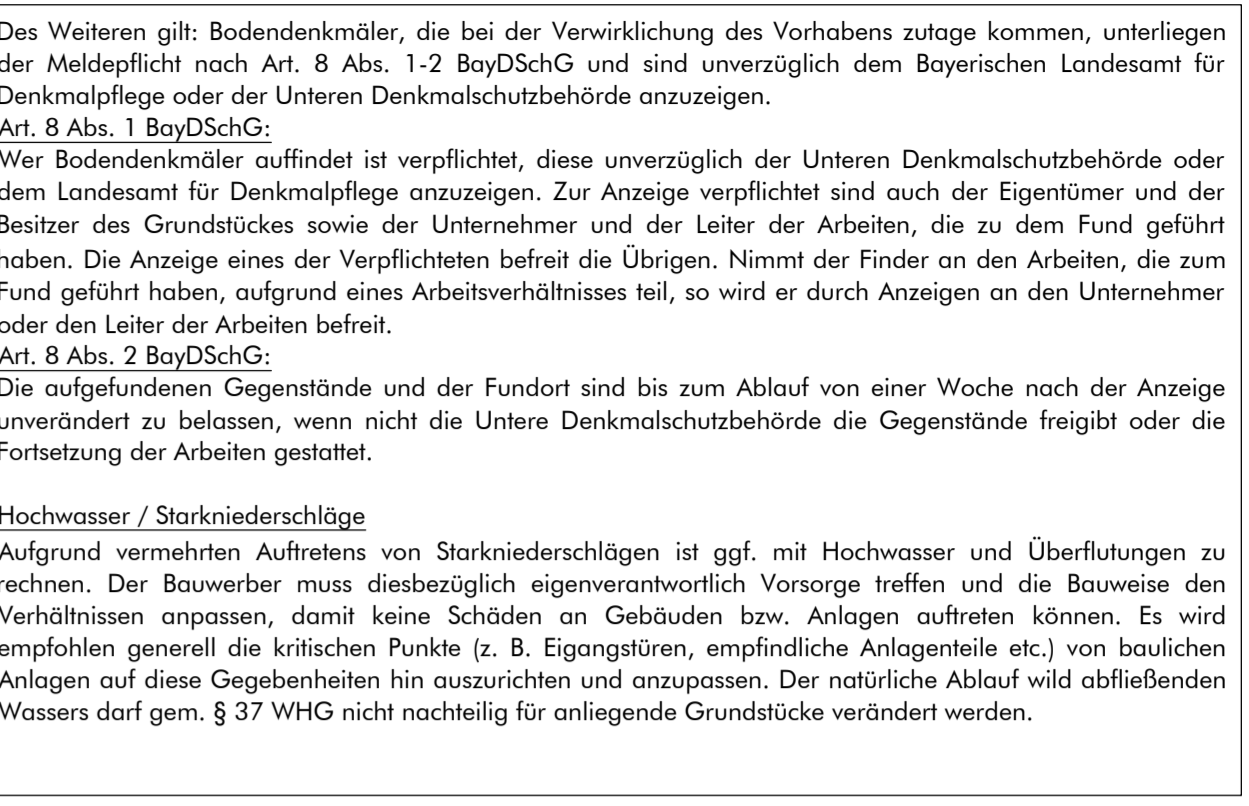 Des Weiteren gilt: Bodendenkmäler, die bei der Verwirklichung des Vorhabens zutage kommen, unterliegen
der Meldepflicht nach Art. 8 Abs. 1-2 BayDSchG und sind unverzüglich dem Bayerischen Landesamt für
Denkmalpflege oder der Unteren Denkmalschutzbehörde anzuzeigen.
Art. 8 Abs. 1 BayDSchG:
Wer Bodendenkmäler auffindet ist verpflichtet, diese unverzüglich der Unteren Denkmalschutzbehörde oder
dem Landesamt für Denkmalpflege anzuzeigen. Zur Anzeige verpflichtet sind auch der Eigentümer und der
Besitzer des Grundstückes sowie der Unternehmer und der Leiter der Arbeiten, die zu dem Fund geführt
haben. Die Anzeige eines der Verpflichteten befreit die Übrigen. Nimmt der Finder an den Arbeiten, die zum
Fund geführt haben, aufgrund eines Arbeitsverhältnisses teil, so wird er durch Anzeigen an den Unternehmer
oder den Leiter der Arbeiten befreit.
Art. 8 Abs. 2 BayDSchG:
Die aufgefundenen Gegenstände und der Fundort sind bis zum Ablauf von einer Woche nach der Anzeige
unverändert zu belassen, wenn nicht die Untere Denkmalschutzbehörde die Gegenstände freigibt oder die
Fortsetzung der Arbeiten gestattet.
Hochwasser / Starkniederschläge
Aufgrund vermehrten Auftretens von Starkniederschlägen ist ggf. mit Hochwasser und Überflutungen zu
rechnen. Der Bauwerber muss diesbezüglich eigenverantwortlich Vorsorge treffen und die Bauweise den
Verhältnissen anpassen, damit keine Schäden an Gebäuden bzw. Anlagen auftreten können. Es wird
empfohlen generell die kritischen Punkte (z. B. Eigangstüren, empfindliche Anlagenteile etc.) von baulichen
Anlagen auf diese Gegebenheiten hin auszurichten und anzupassen. Der natürliche Ablauf wild abfließenden
Wassers darf gem. § 37 WHG nicht nachteilig für anliegende Grundstücke verändert werden.